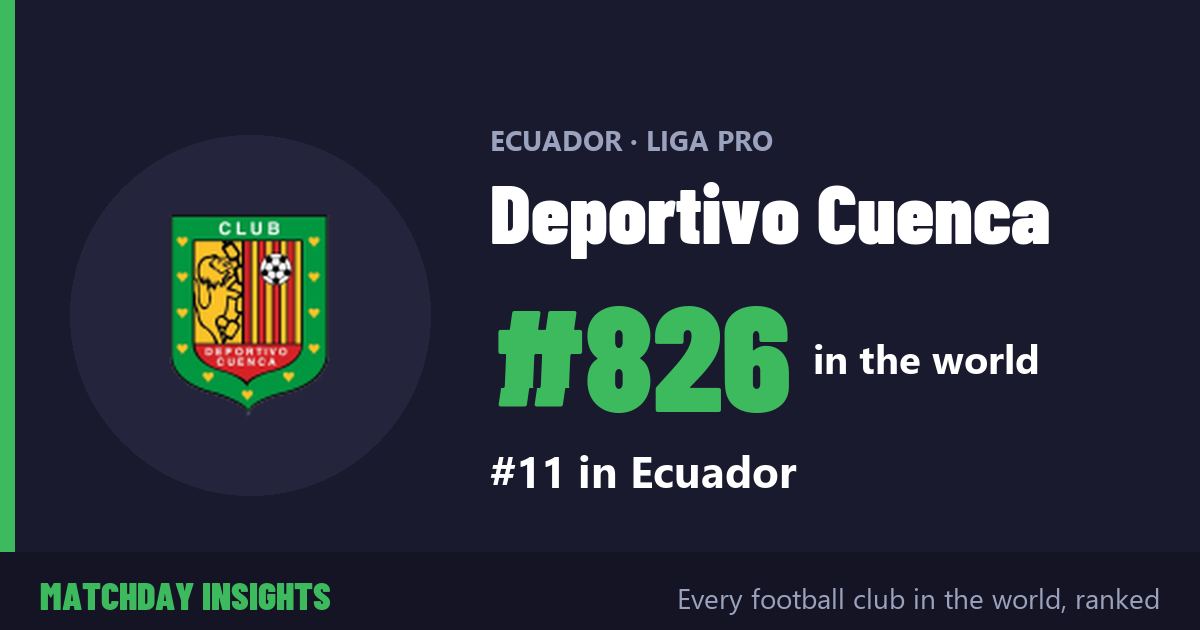 CLUB
DEPORTIVO
CUENCA
ECUADOR · LIGA PRO
Deportivo Cuenca
#826 in the world
#11 in Ecuador
MATCHDAY INSIGHTS
Every football club in the world, ranked